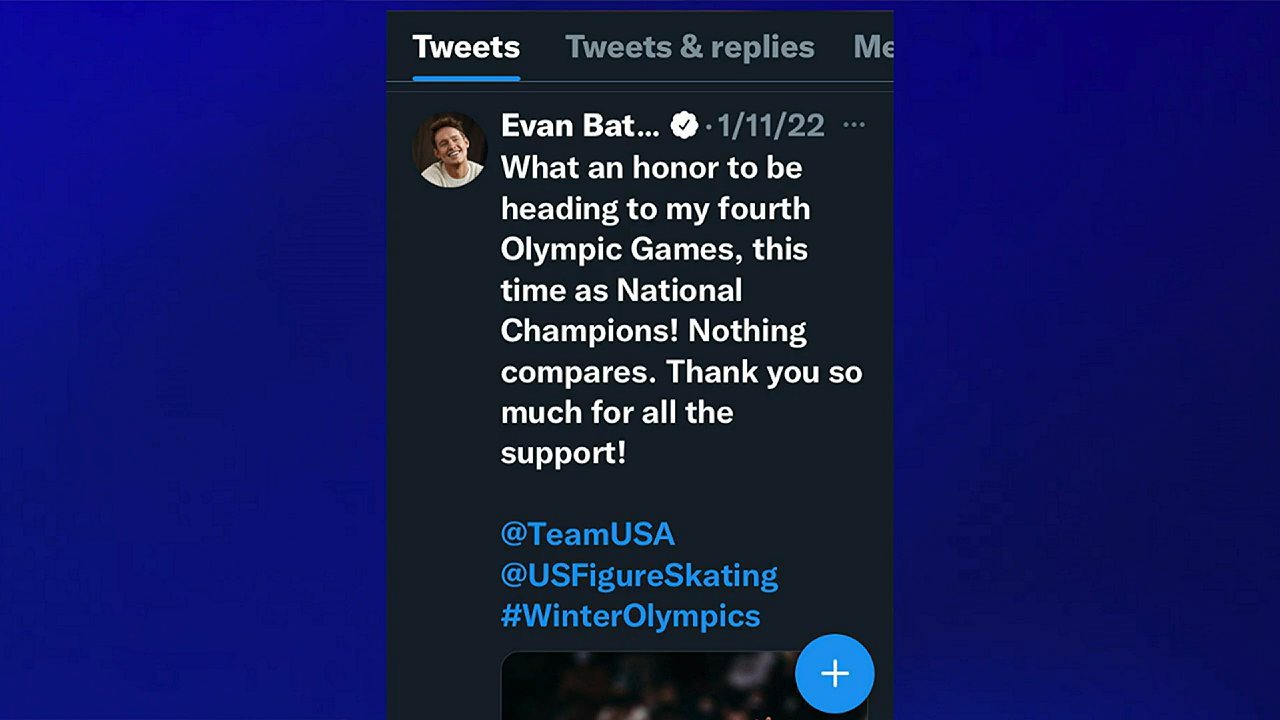 Tweets Tweets & replies Me
Evan Bat... · 1/11/22 ...
What an honor to be
heading to my fourth
Olympic Games, this
time as National
Champions! Nothing
compares. Thank you so
much for all the
support!
@TeamUSA
@USFigureSkating
#WinterOlympics